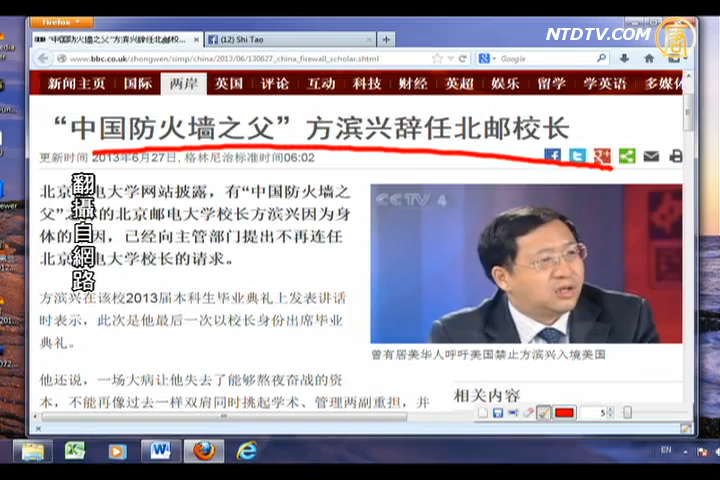 NTDTV.COM
Firefox
"中国防火墙之父"方滨兴辞任北邮校长...
(12) Shi Tao
www.bbc.co.uk/zhongwen/simp/china/2013/06/130627_china_firewall_scholar.shtml
Google
新闻主页 国际 两岸 英国 评论 互动 科技 财经 英超 娱乐 留学 学英语 多媒体
“中国防火墙之父”方滨兴辞任北邮校长
更新时间 2013年6月27日, 格林尼治标准时间06:02
北京 电大学网站披露，有“中国防火墙之
父” 的北京邮电大学校长方滨兴因为身
体的 因，已经向主管部门提出不再连任
北京 电大学校长的请求。
翻攝自網路
CCTV 4
方滨兴在该校2013届本科生毕业典礼上发表讲话
时表示，此次是他最后一次以校长身份出席毕业
典礼。
曾有居美华人呼吁美国禁止方滨兴入境美国
他还说，一场大病让他失去了能够熬夜奋战的资
本，不能再像过去一样双肩同时挑起学术、管理两副重担，并
相关内容
5
EN